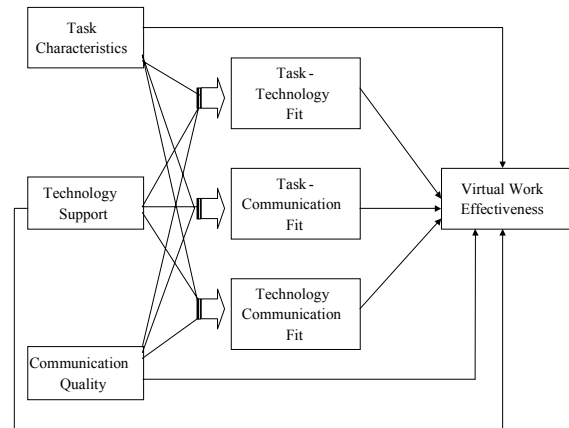 Task
Characteristics
Technology
Support
Communication
Quality
Task -
Technology
Fit
Task -
Communication
Fit
Technology
Communication
Fit
Virtual Work
Effectiveness